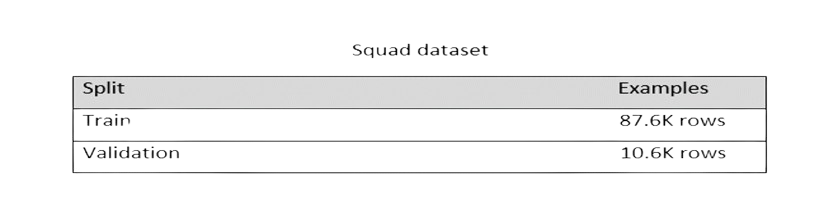 Squad dataset
Split Examples
Train 87.6K rows
Validation 10.6K rows